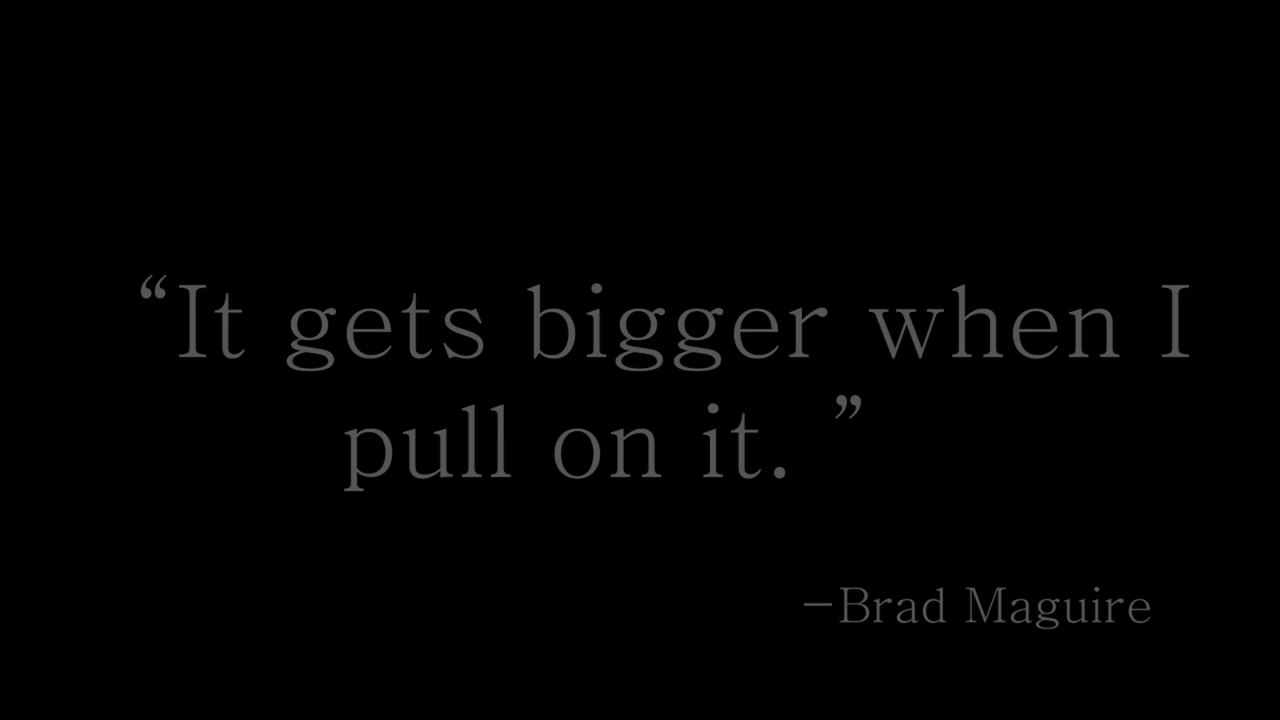 “It gets bigger when I
pull on it. ”
–Brad Maguire